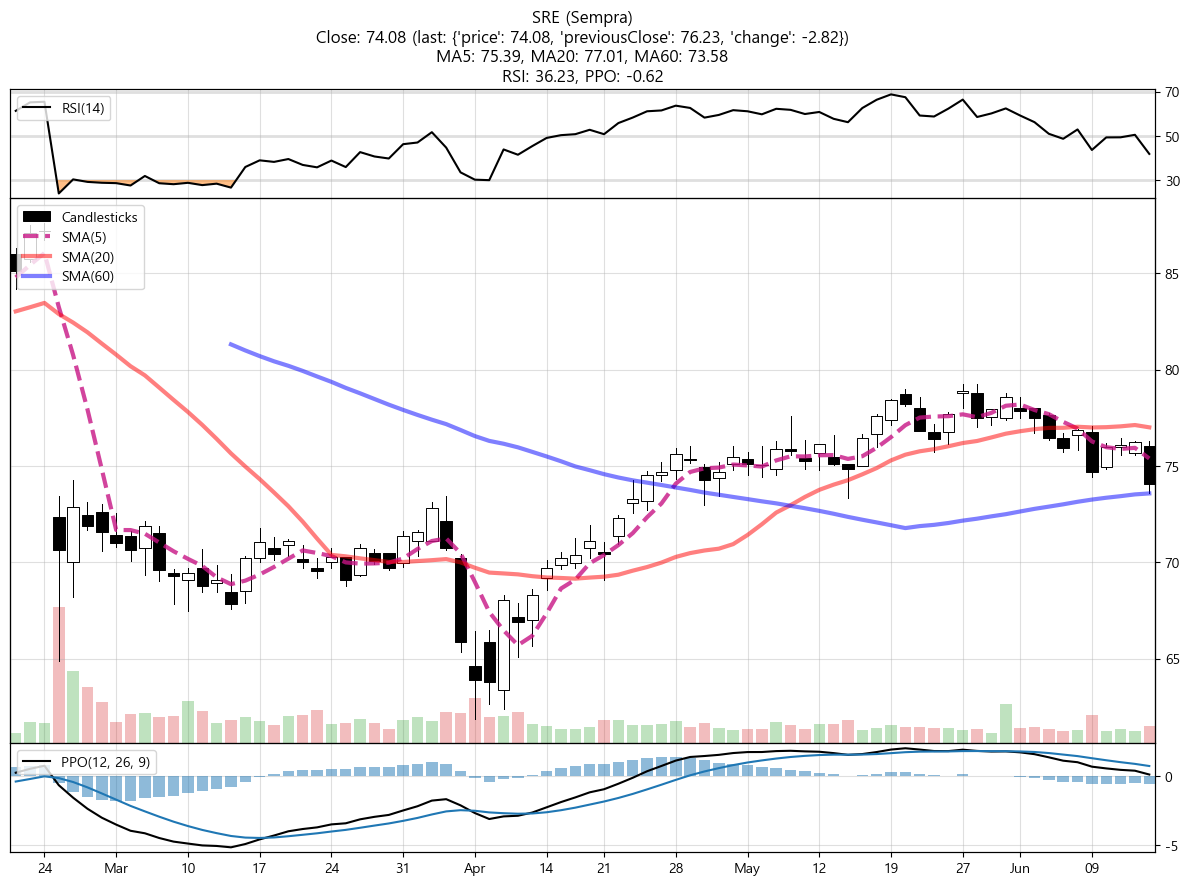 SRE (Sempra)
Close: 74.08 (last: {'price': 74.08, 'previousClose': 76.23, 'change': -2.82})
MA5: 75.39, MA20: 77.01, MA60: 73.58
RSI: 36.23, PPO: -0.62
RSI(14)
70
50
30
Candlesticks
SMA(5)
SMA(20)
SMA(60)
85
80
75
70
65
PPO(12, 26, 9)
0
-5
24 Mar 10 17 24 31 Apr 14 21 28 May 12 19 27 Jun 09